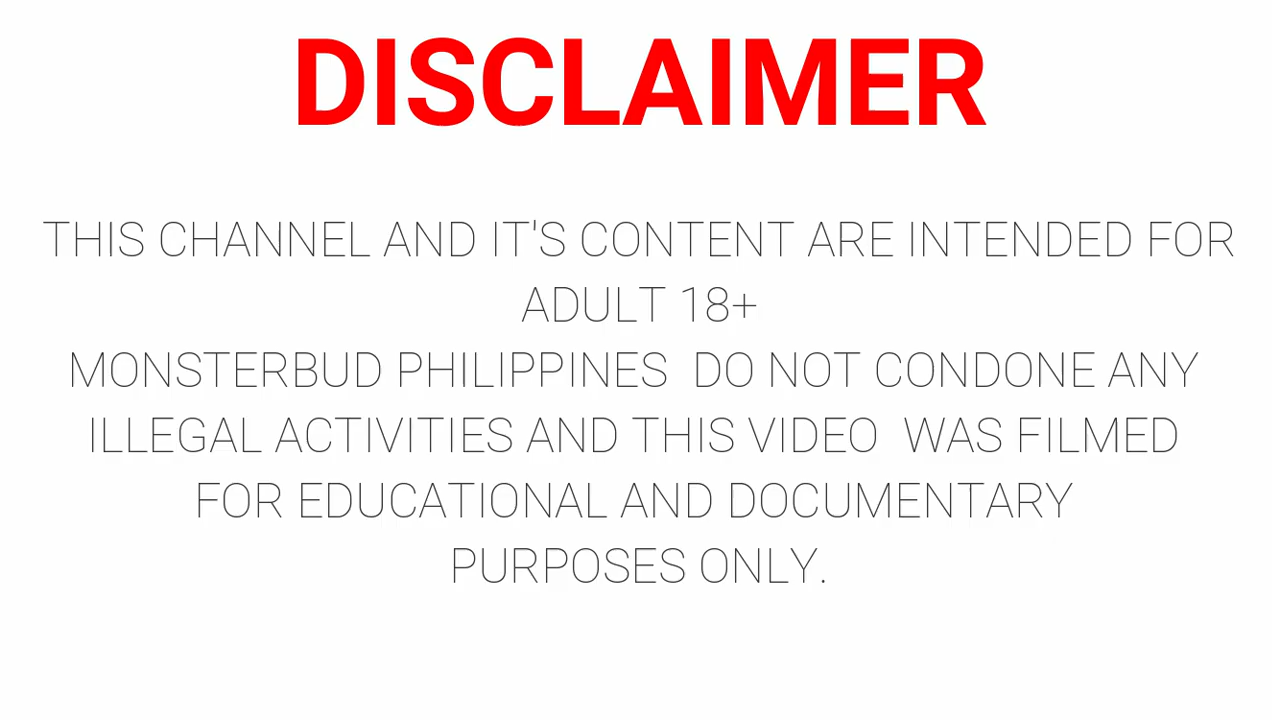 DISCLAIMER
THIS CHANNEL AND IT'S CONTENT ARE INTENDED FOR
ADULT 18+
MONSTERBUD PHILIPPINES  DO NOT CONDONE ANY
ILLEGAL ACTIVITIES AND THIS VIDEO  WAS FILMED
FOR EDUCATIONAL AND DOCUMENTARY
PURPOSES ONLY.